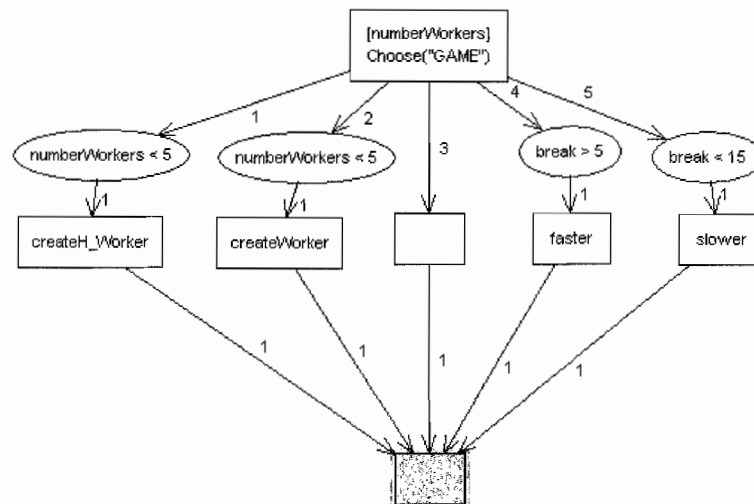 [numberWorkers]
Choose("GAME")
1
2
3
4
5
numberWorkers < 5
numberWorkers < 5
break > 5
break < 15
1
1
1
1
createH_Worker
createWorker
faster
slower
1
1
1
1
1